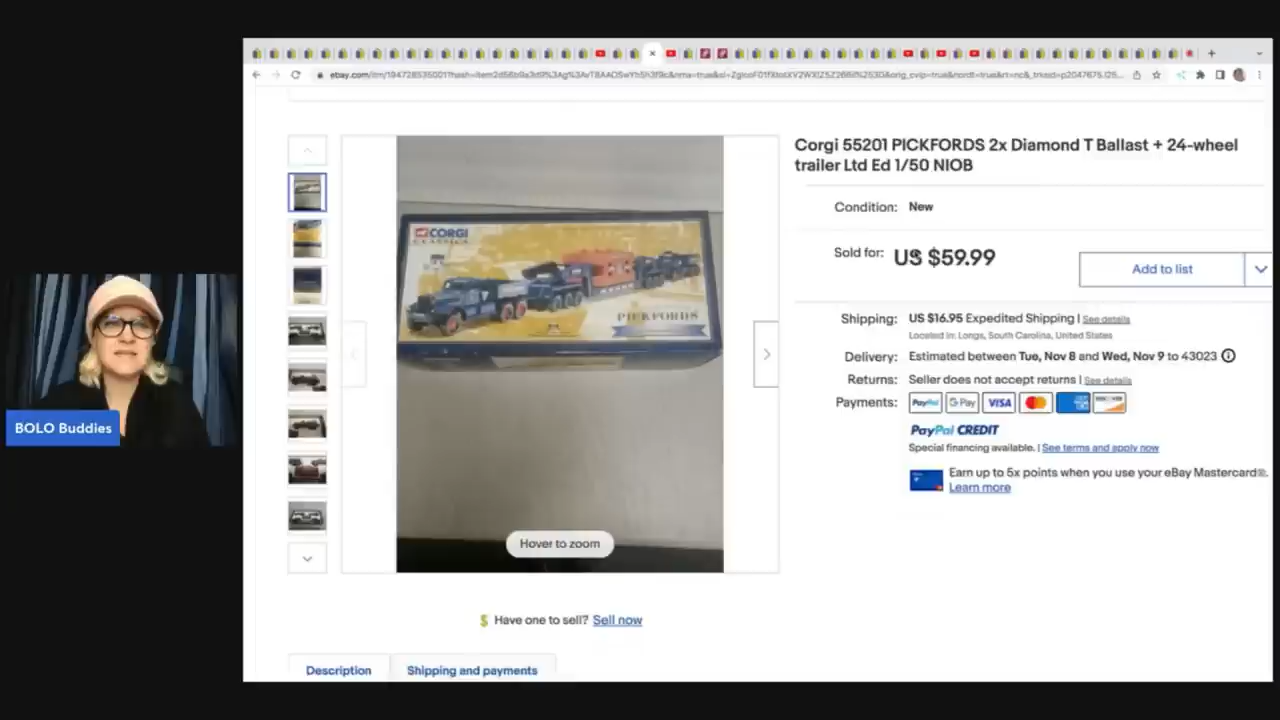 Corgi 55201 PICKFORDS 2x Diamond T Ballast + 24-wheel
trailer Ltd Ed 1/50 NIOB
Condition: New
Sold for: US $59.99
Add to list
Shipping: US $16.95 Expedited Shipping | See details
Located in: Longs, South Carolina, United States
Delivery: Estimated between Tue, Nov 8 and Wed, Nov 9 to 43023
Returns: Seller does not accept returns | See details
Payments: PayPal G Pay VISA
PayPal CREDIT
Special financing available. | See terms and apply now
Earn up to 5x points when you use your eBay Mastercard®.
Learn more
CORGI
CLASSICS
PICKFORDS
Hover to zoom
BOLO Buddies
Have one to sell? Sell now
Description
Shipping and payments